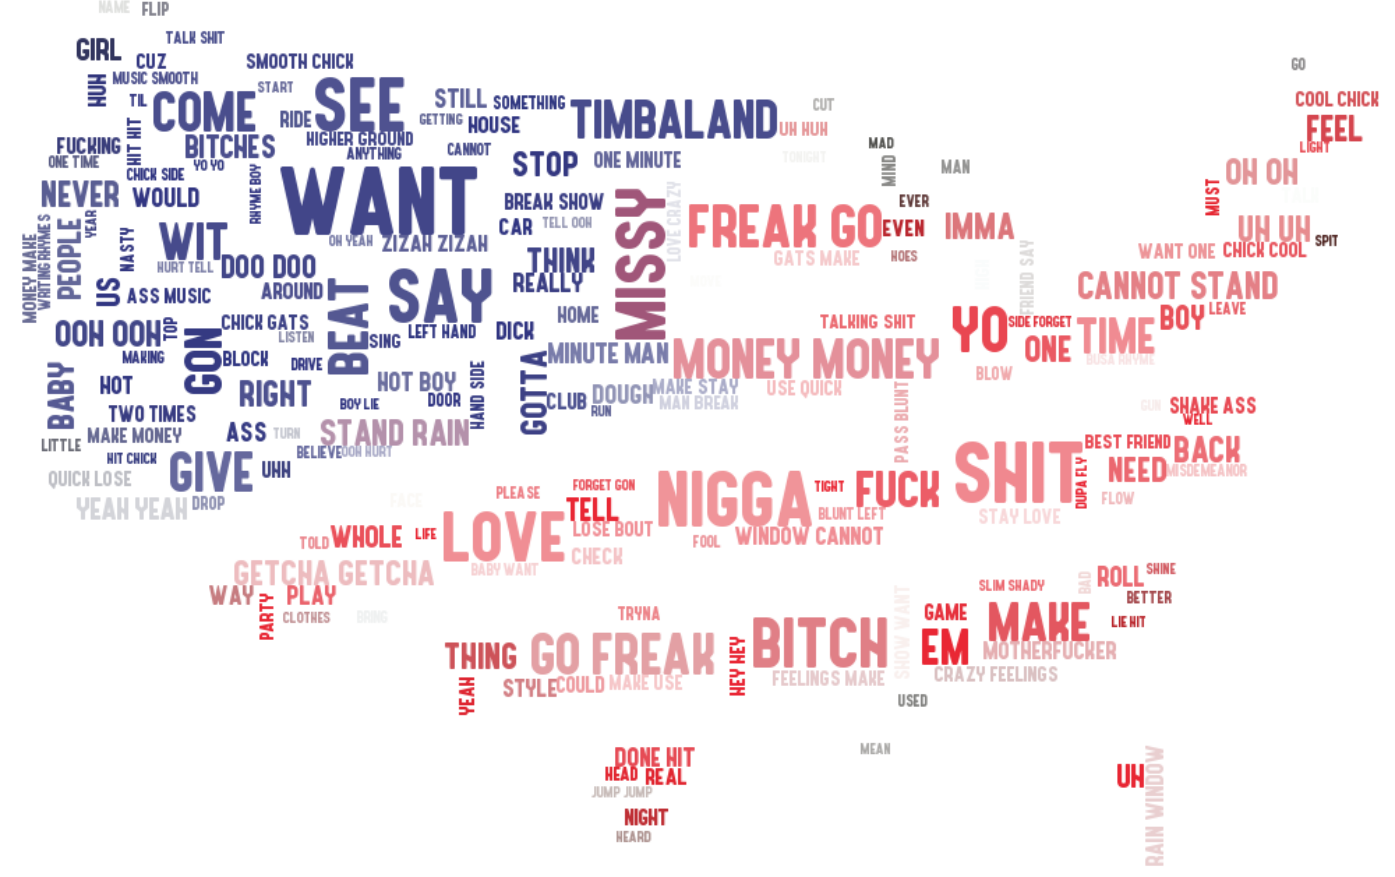 NAME FLIP
TALK SHIT
GIRL
CUZ
SMOOTH CHICK
HUH
MUSIC SMOOTH
START
TIL
COME
RIDE
SEE
GETTING
STILL
SOMETHING
HOUSE
TIMBALAND
CUT
UH HUH
GO
COOL CHICK
FEEL
LIGHT
FUCKING
HIT HIT
BITCHES
HIGHER GROUND
ANYTHING
CANNOT
ONE TIME
YO YO
CHICK SIDE
STOP
ONE MINUTE
TONIGHT
MAD
MIND
MAN
OH OH
MUST
NEVER
WOULD
RHYME BOY
WANT
BREAK SHOW
CAR
TELL OOH
MISSY
LOVE CRAZY
FREAK GO
EVER
EVEN
IMMA
UH UH
SPIT
WANT ONE
CHICK COOL
MONEY MAKE
WRITING RHYMES
PEOPLE
YEAR
NASTY
WIT
HURT TELL
DOO DOO
OH YEAH
ZIZAH ZIZAH
THINK
REALLY
GATS MAKE
HOES
FRIEND SAY
CANNOT STAND
US
ASS MUSIC
AROUND
BEAT
SAY
HOME
TALKING SHIT
YO
SIDE FORGET
ONE
TIME
BOY
LEAVE
BUSA RHYME
OOH OOH
TOP
GON
CHICK GATS
LISTEN
SING
LEFT HAND
DICK
MAKING
BLOCK
DRIVE
GOTTA
MINUTE MAN
MONEY MONEY
BLOW
BABY
HOT
RIGHT
HOT BOY
DOOR
HAND SIDE
BOY LIE
CLUB
DOUGH
RUN
MAKE STAY
MAN BREAK
USE QUICK
PASS BLUNT
GUN
SHAKE ASS
WELL
TWO TIMES
LITTLE
MAKE MONEY
ASS
TURN
STAND RAIN
BELIEVE
OOH HURT
HIT CHICK
BEST FRIEND
BACK
NEED
MISDEMEANOR
QUICK LOSE
GIVE
UHH
SHIT
DUPA FLY
FLOW
YEAH YEAH
DROP
FACE
PLEASE
FORGET GON
TELL
NIGGA
TIGHT
FUCK
BLUNT LEFT
STAY LOVE
TOLD
WHOLE
LIFE
LOVE
LOSE BOUT
FOOL
WINDOW CANNOT
BABY WANT
CHECK
GETCHA GETCHA
WAY
PARTY
PLAY
CLOTHES
BRING
SLIM SHADY
BAD
ROLL
SHINE
BETTER
TRYNA
SHOW WANT
GAME
MAKE
LIE HIT
THING
GO FREAK
HEY HEY
BITCH
EM
MOTHERFUCKER
YEAH
STYLE
COULD
MAKE USE
FEELINGS MAKE
CRAZY FEELINGS
USED
MEAN
DONE HIT
HEAD
REAL
JUMP JUMP
NIGHT
HEARD
UH
RAIN WINDOW